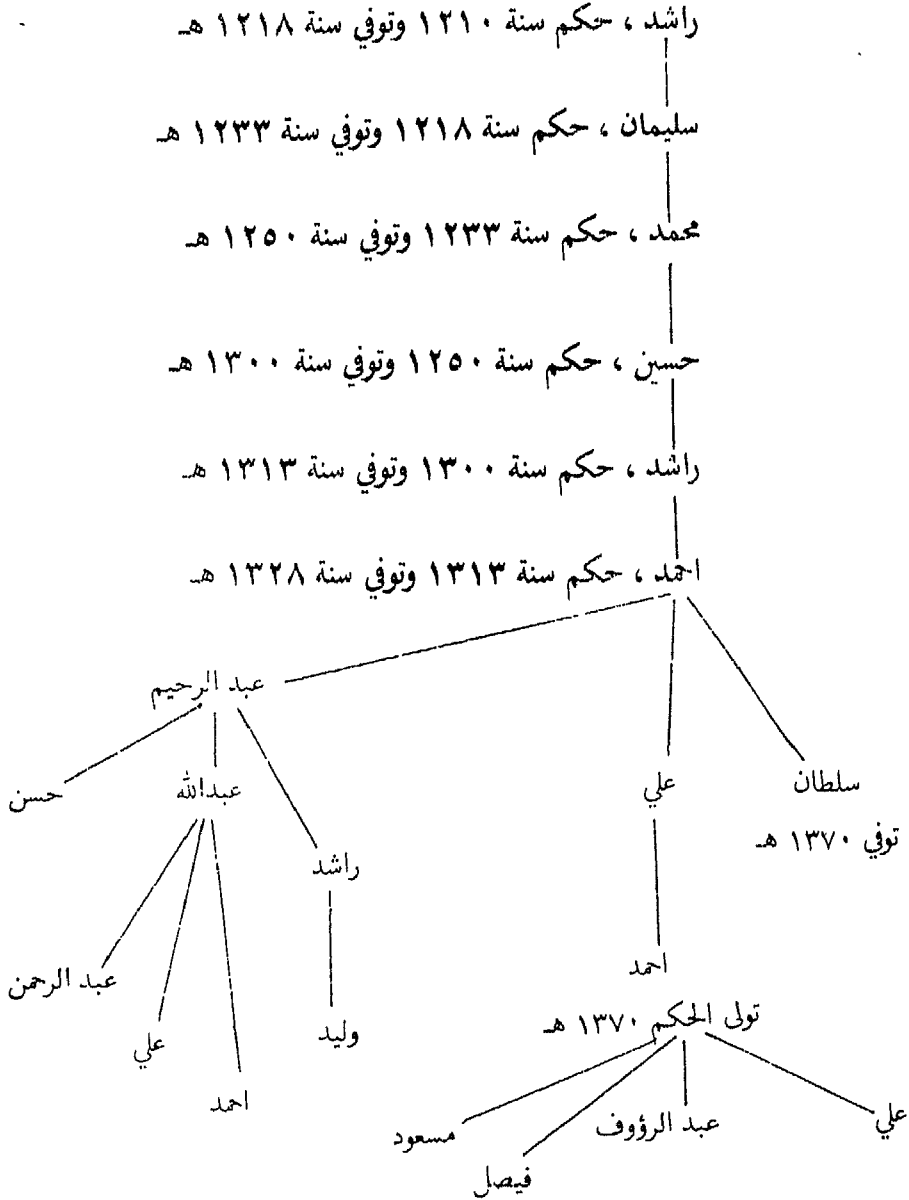 راشد ، حكم سنة ١٢١٠ وتوفي سنة ١٢١٨ هـ
سليمان ، حكم سنة ١٢١٨ وتوفي سنة ١٢٣٣ هـ
محمد ، حكم سنة ١٢٣٣ وتوفي سنة ١٢٥٠ هـ
حسين ، حكم سنة ١٢٥٠ وتوفي سنة ١٣٠٠ هـ
راشد ، حكم سنة ١٣٠٠ وتوفي سنة ١٣١٣ هـ
احمد ، حكم سنة ١٣١٣ وتوفي سنة ١٣٢٨ هـ
عبد الرحيم
سلطان
علي
عبدالله
حسن
توفي ١٣٧٠ هـ
راشد
احمد
عبد الرحمن
تولى الحكم ١٣٧٠ هـ
وليد
علي
احمد
علي
عبد الرؤوف
مسعود
فيصل